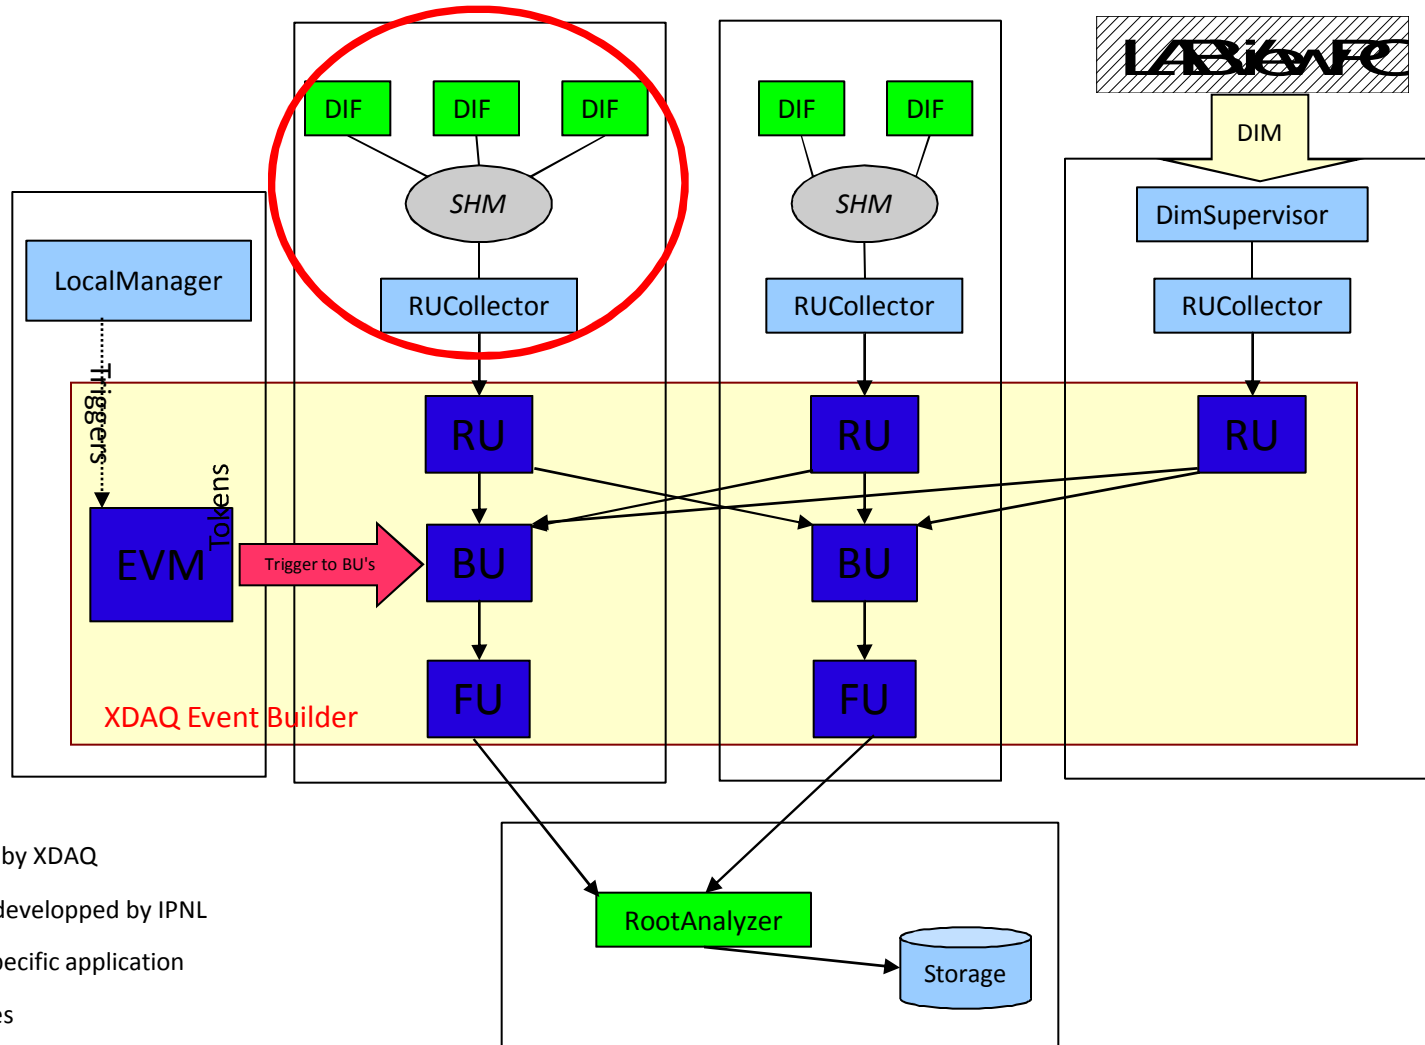 DIF DIF DIF DIF DIF
DIM
SHM SHM
DimSupervisor
LocalManager
RUCollector RUCollector RUCollector
Triggers
RU RU RU
Tokens
EVM
Trigger to BU's
BU BU
FU FU
XDAQ Event Builder
by XDAQ
developped by IPNL
pecific application
es
RootAnalyzer
Storage